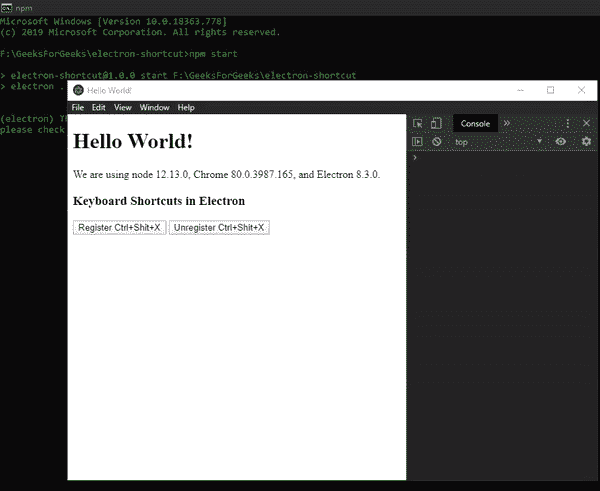 npm
Microsoft Windows [Version 10.0.18363.778]
(c) 2019 Microsoft Corporation. All rights reserved.
F:\GeeksForGeeks\electron-shortcut>npm start
> electron-shortcut@1.0.0 start F:\GeeksForGeeks\electron-shortcut
> electron .
(electron)
please check
Hello World!
File Edit View Window Help
Hello World!
We are using node 12.13.0, Chrome 80.0.3987.165, and Electron 8.3.0.
Keyboard Shortcuts in Electron
Register Ctrl+Shit+X Unregister Ctrl+Shit+X
Console »
top